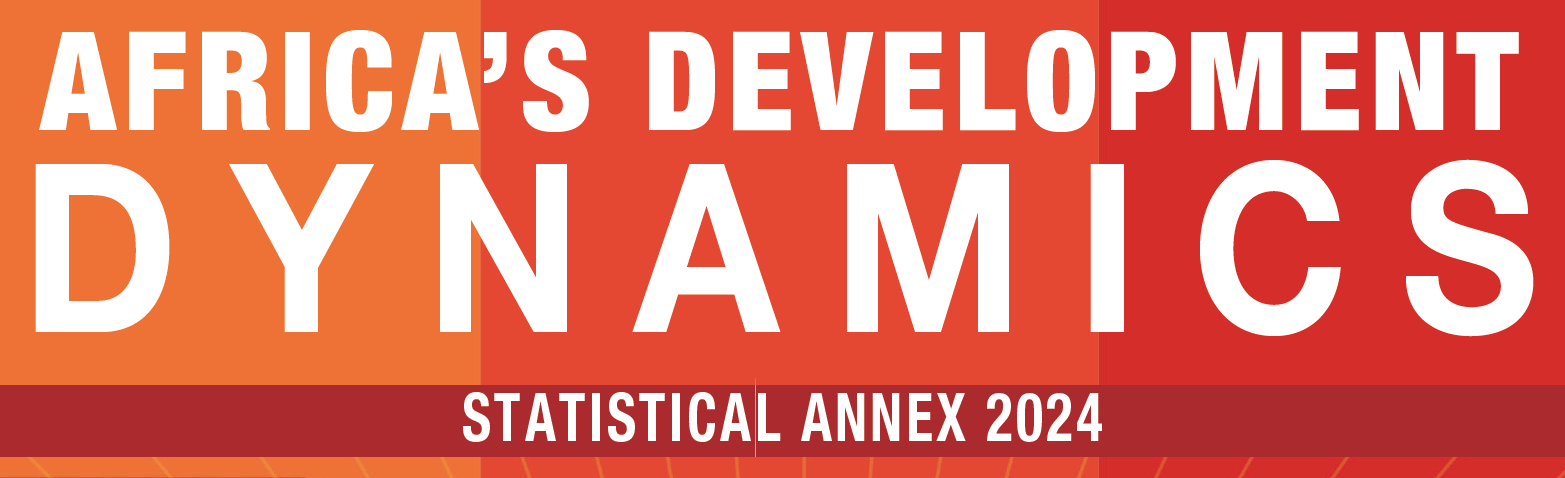 AFRICA’S DEVELOPMENT
DYNAMICS
STATISTICAL ANNEX 2024